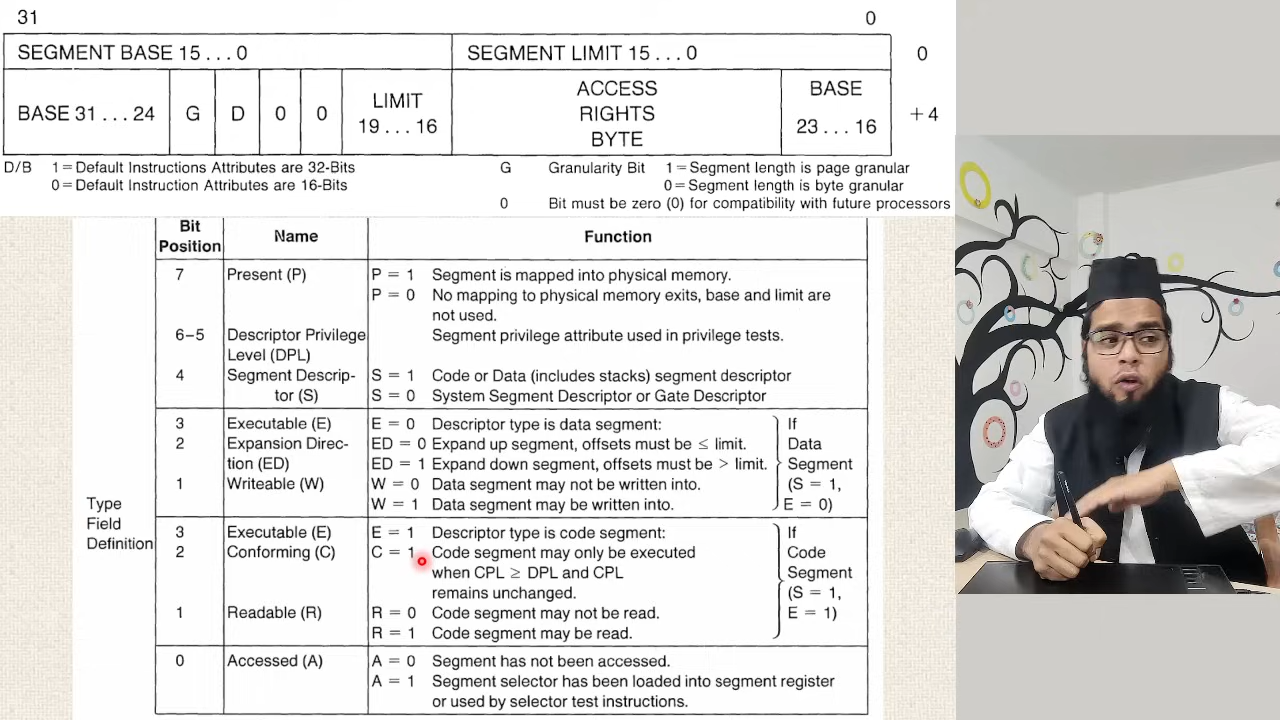 31 0
SEGMENT BASE 15 . . . 0 SEGMENT LIMIT 15 . . . 0 0
BASE 31 . . . 24 G D 0 0 LIMIT 19 . . . 16 ACCESS RIGHTS BYTE BASE 23 . . . 16 +4
D/B 1 = Default Instructions Attributes are 32-Bits
0 = Default Instruction Attributes are 16-Bits
G Granularity Bit 1 = Segment length is page granular
0 = Segment length is byte granular
0 Bit must be zero (0) for compatibility with future processors
Bit Position Name Function
7 Present (P) P = 1 Segment is mapped into physical memory.
P = 0 No mapping to physical memory exits, base and limit are
not used.
6–5 Descriptor Privilege Segment privilege attribute used in privilege tests.
Level (DPL)
4 Segment Descrip- S = 1 Code or Data (includes stacks) segment descriptor
tor (S) S = 0 System Segment Descriptor or Gate Descriptor
Type
Field
Definition
3 Executable (E) E = 0 Descriptor type is data segment:
2 Expansion Direc- ED = 0 Expand up segment, offsets must be ≤ limit.
tion (ED) ED = 1 Expand down segment, offsets must be > limit.
1 Writeable (W) W = 0 Data segment may not be written into.
W = 1 Data segment may be written into.
If
Data
Segment
(S = 1,
E = 0)
3 Executable (E) E = 1 Descriptor type is code segment:
2 Conforming (C) C = 1 Code segment may only be executed
when CPL ≥ DPL and CPL
remains unchanged.
1 Readable (R) R = 0 Code segment may not be read.
R = 1 Code segment may be read.
If
Code
Segment
(S = 1,
E = 1)
0 Accessed (A) A = 0 Segment has not been accessed.
A = 1 Segment selector has been loaded into segment register
or used by selector test instructions.